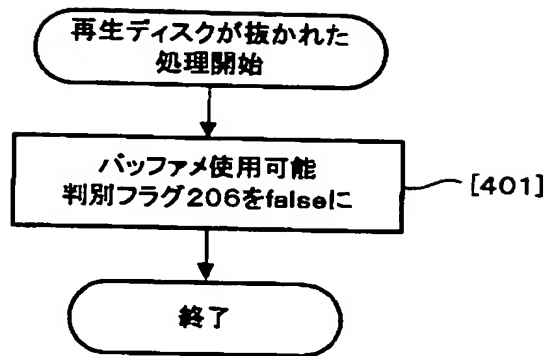 再生ディスクが抜かれた
処理開始
バッファメ使用可能
判別フラグ206をfalseに
[401]
終了